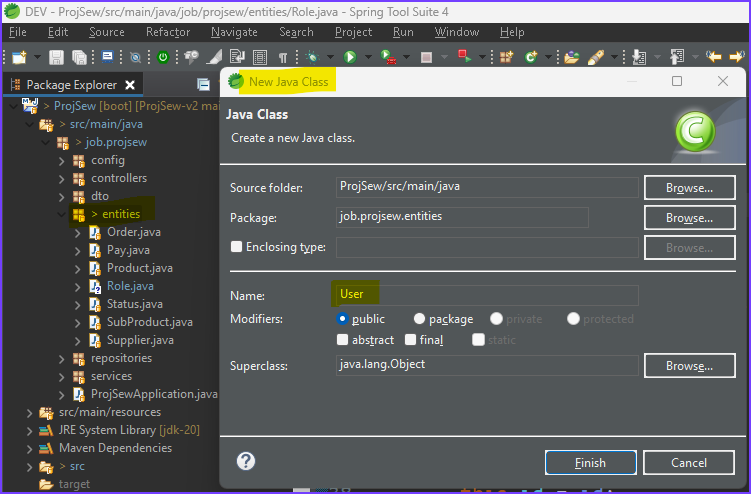 DEV - ProjSew/src/main/java/job/projsew/entities/Role.java - Spring Tool Suite 4
File Edit Source Refactor Navigate Search Project Run Window Help
Package Explorer
> ProjSew [boot] [ProjSew-v2 mai
> src/main/java
> job.projsew
config
controllers
dto
> entities
Order.java
Pay.java
Product.java
Role.java
Status.java
SubProduct.java
Supplier.java
repositories
services
ProjSewApplication.java
src/main/resources
JRE System Library [jdk-20]
Maven Dependencies
> src
target
New Java Class
Java Class
Create a new Java class.
Source folder: ProjSew/src/main/java Browse...
Package: job.projsew.entities Browse...
Enclosing type: Browse...
Name: User
Modifiers: public package private protected
abstract final static
Superclass: java.lang.Object Browse...
Finish Cancel